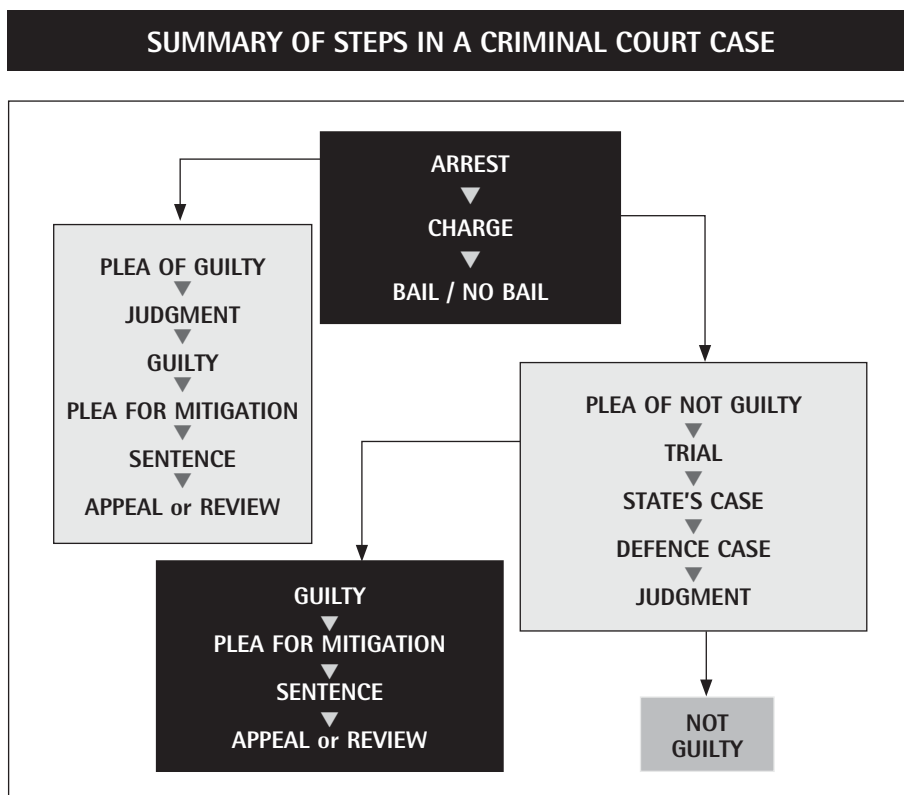 SUMMARY OF STEPS IN A CRIMINAL COURT CASE
ARREST
CHARGE
BAIL / NO BAIL
PLEA OF GUILTY
JUDGMENT
GUILTY
PLEA FOR MITIGATION
SENTENCE
APPEAL or REVIEW
PLEA OF NOT GUILTY
TRIAL
STATE'S CASE
DEFENCE CASE
JUDGMENT
GUILTY
PLEA FOR MITIGATION
SENTENCE
APPEAL or REVIEW
NOT
GUILTY